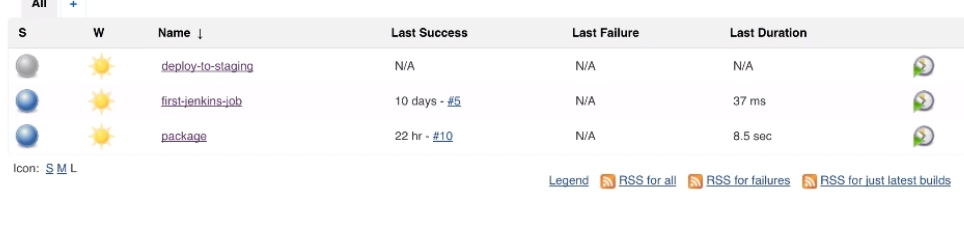 All +
S W Name ↓ Last Success Last Failure Last Duration
deploy-to-staging N/A N/A N/A
first-jenkins-job 10 days - #5 N/A 37 ms
package 22 hr - #10 N/A 8.5 sec
Icon: S M L
Legend RSS for all RSS for failures RSS for just latest builds